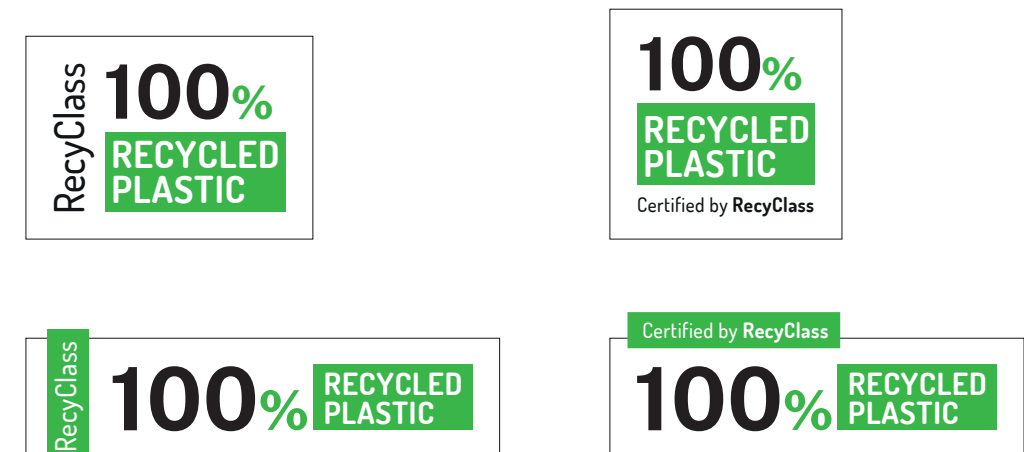 RecyClass
100%
RECYCLED
PLASTIC
100%
RECYCLED
PLASTIC
Certified by RecyClass
RecyClass
100%
RECYCLED
PLASTIC
Certified by RecyClass
100%
RECYCLED
PLASTIC